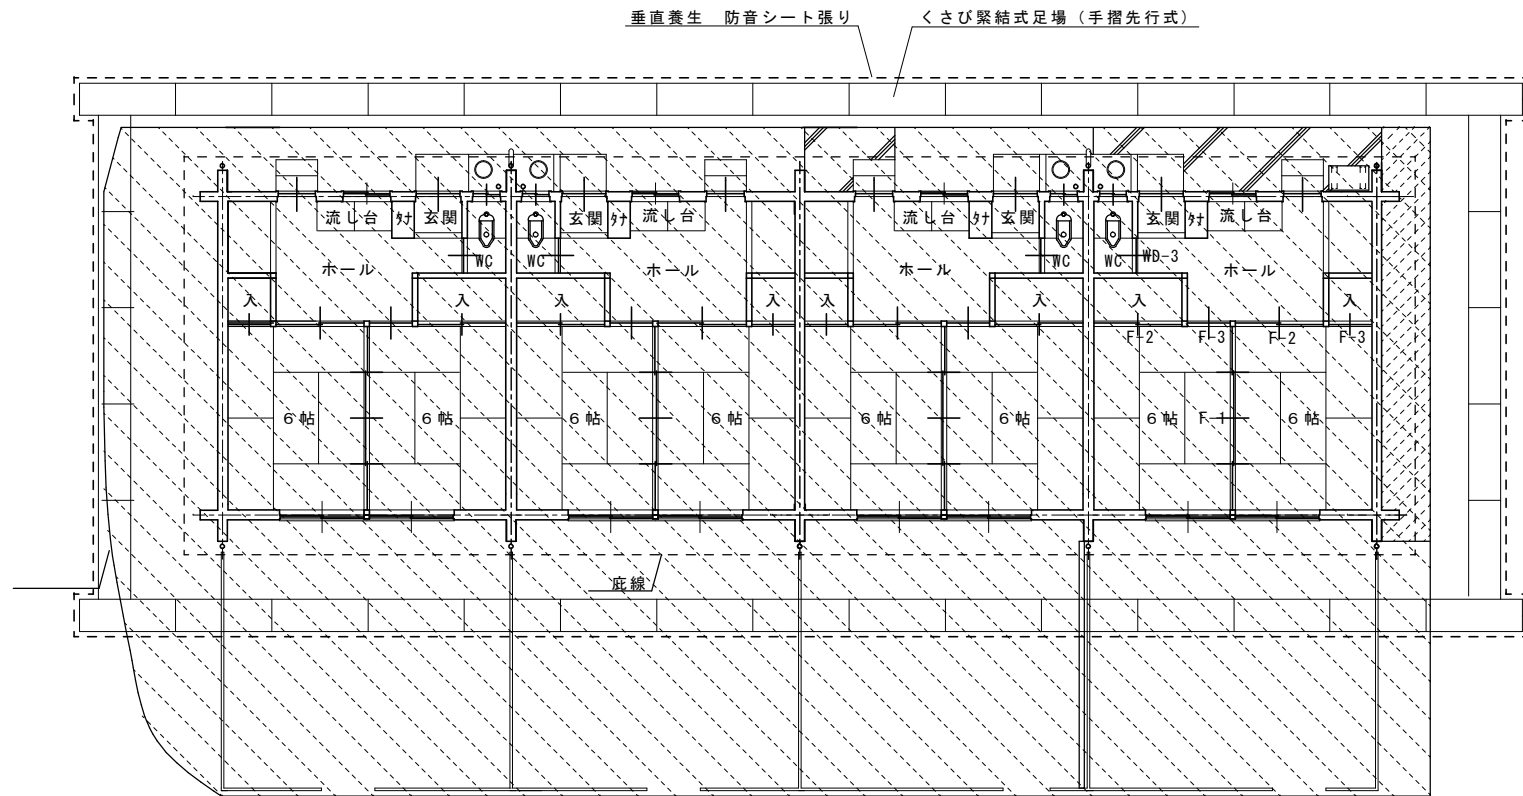 垂直養生　防音シート張り
くさび緊結式足場（手摺先行式）
流し台 ﾀﾅ 玄関 玄関 ﾀﾅ 流し台 流し台 ﾀﾅ 玄関 玄関 ﾀﾅ 流し台
WC WC WC WC WD-3
ホール ホール ホール ホール
入 入 入 入 入 入 入 入
F-2 F-3 F-2 F-3
６帖 ６帖 ６帖 ６帖 ６帖 ６帖 ６帖 F-1 ６帖
庇線